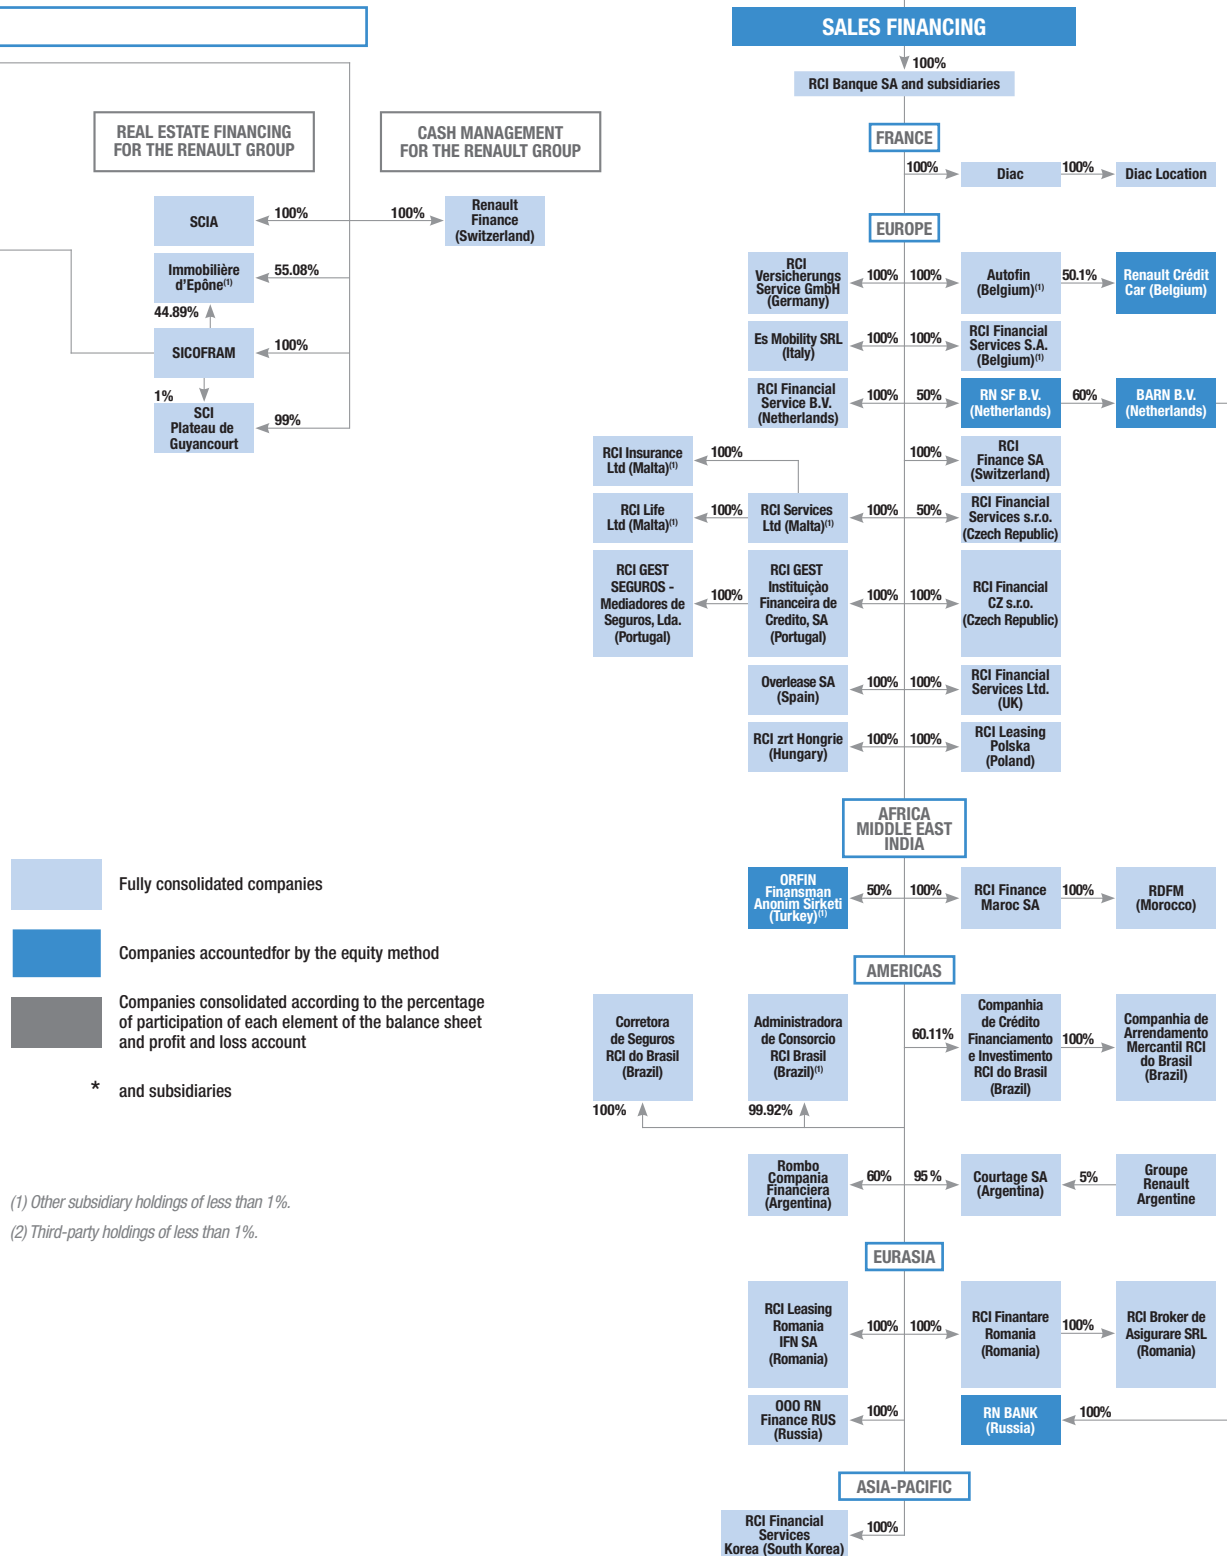 SALES FINANCING
100%
RCI Banque SA and subsidiaries
REAL ESTATE FINANCING
FOR THE RENAULT GROUP
CASH MANAGEMENT
FOR THE RENAULT GROUP
SCIA
100%
100%
Renault
Finance
(Switzerland)
Immobilière
d'Epône(1)
55.08%
44.89%
SICOFRAM
100%
1%
SCI
Plateau de
Guyancourt
99%
FRANCE
100%
Diac
100%
Diac Location
EUROPE
RCI
Versicherungs
Service GmbH
(Germany)
100%
100%
Autofin
(Belgium)(1)
50.1%
Renault Crédit
Car (Belgium)
Es Mobility SRL
(Italy)
100%
100%
RCI Financial
Services S.A.
(Belgium)(1)
RCI Financial
Service B.V.
(Netherlands)
100%
50%
RN SF B.V.
(Netherlands)
60%
BARN B.V.
(Netherlands)
RCI Insurance
Ltd (Malta)(1)
100%
100%
RCI
Finance SA
(Switzerland)
RCI Life
Ltd (Malta)(1)
100%
RCI Services
Ltd (Malta)(1)
100%
50%
RCI Financial
Services s.r.o.
(Czech Republic)
RCI GEST
SEGUROS -
Mediadores de
Seguros, Lda.
(Portugal)
100%
RCI GEST
Instituiçào
Financeira de
Credito, SA
(Portugal)
100%
100%
RCI Financial
CZ s.r.o.
(Czech Republic)
Overlease SA
(Spain)
100%
100%
RCI Financial
Services Ltd.
(UK)
RCI zrt Hongrie
(Hungary)
100%
100%
RCI Leasing
Polska
(Poland)
AFRICA
MIDDLE EAST
INDIA
ORFIN
Finansman
Anonim Sirketi
(Turkey)(1)
50%
100%
RCI Finance
Maroc SA
100%
RDFM
(Morocco)
AMERICAS
Corretora
de Seguros
RCI do Brasil
(Brazil)
Administradora
de Consorcio
RCI Brasil
(Brazil)(1)
60.11%
Companhia
de Crédito
Financiamento
e Investimento
RCI do Brasil
(Brazil)
100%
Companhia de
Arrendamento
Mercantil RCI
do Brasil
(Brazil)
100%
99.92%
Rombo
Compania
Financiera
(Argentina)
60%
95 %
Courtage SA
(Argentina)
5%
Groupe
Renault
Argentine
EURASIA
RCI Leasing
Romania
IFN SA
(Romania)
100%
100%
RCI Finantare
Romania
(Romania)
100%
RCI Broker de
Asigurare SRL
(Romania)
OOO RN
Finance RUS
(Russia)
100%
RN BANK
(Russia)
100%
ASIA-PACIFIC
RCI Financial
Services
Korea (South Korea)
100%
Fully consolidated companies
Companies accountedfor by the equity method
Companies consolidated according to the percentage
of participation of each element of the balance sheet
and profit and loss account
* and subsidiaries
(1) Other subsidiary holdings of less than 1%.
(2) Third-party holdings of less than 1%.